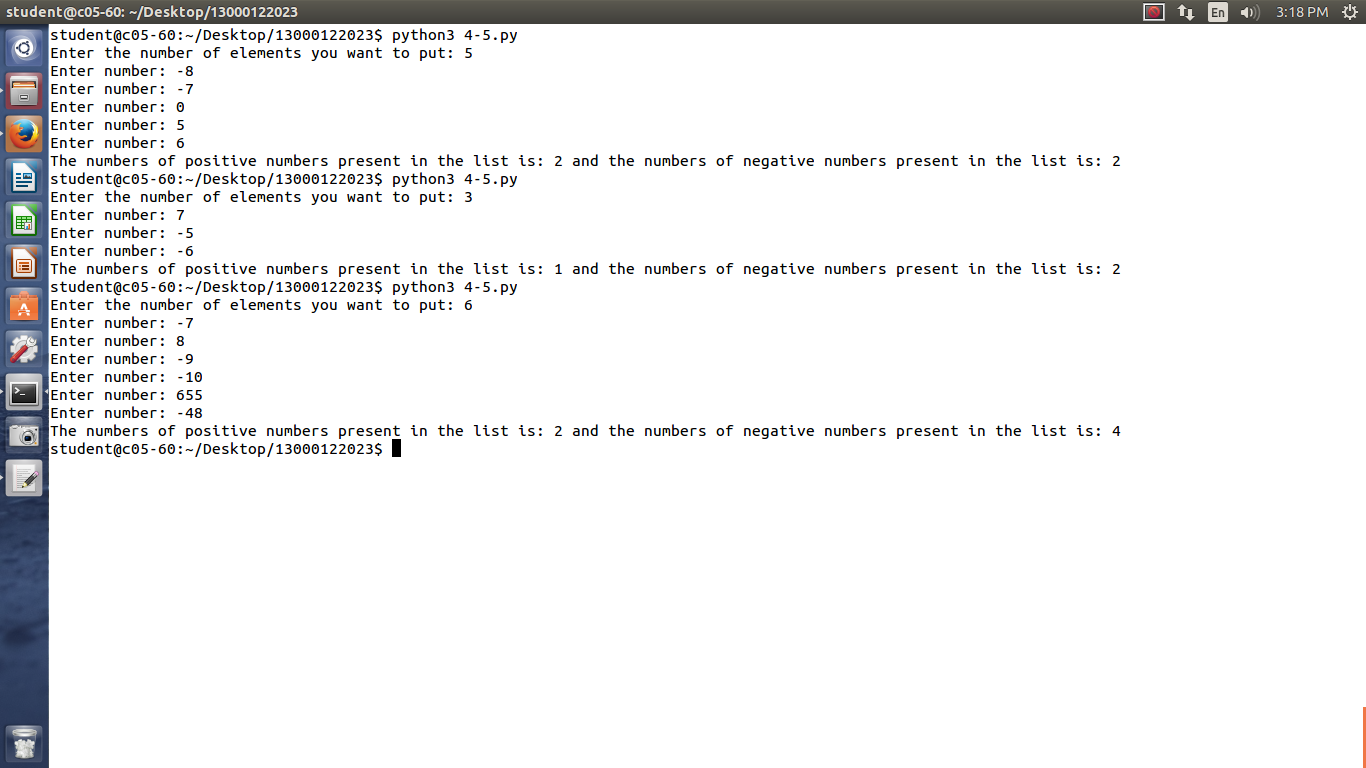 student@c05-60: ~/Desktop/13000122023
En
3:18 PM
student@c05-60:~/Desktop/13000122023$ python3 4-5.py
Enter the number of elements you want to put: 5
Enter number: -8
Enter number: -7
Enter number: 0
Enter number: 5
Enter number: 6
The numbers of positive numbers present in the list is: 2 and the numbers of negative numbers present in the list is: 2
student@c05-60:~/Desktop/13000122023$ python3 4-5.py
Enter the number of elements you want to put: 3
Enter number: 7
Enter number: -5
Enter number: -6
The numbers of positive numbers present in the list is: 1 and the numbers of negative numbers present in the list is: 2
student@c05-60:~/Desktop/13000122023$ python3 4-5.py
Enter the number of elements you want to put: 6
Enter number: -7
Enter number: 8
Enter number: -9
Enter number: -10
Enter number: 655
Enter number: -48
The numbers of positive numbers present in the list is: 2 and the numbers of negative numbers present in the list is: 4
student@c05-60:~/Desktop/13000122023$